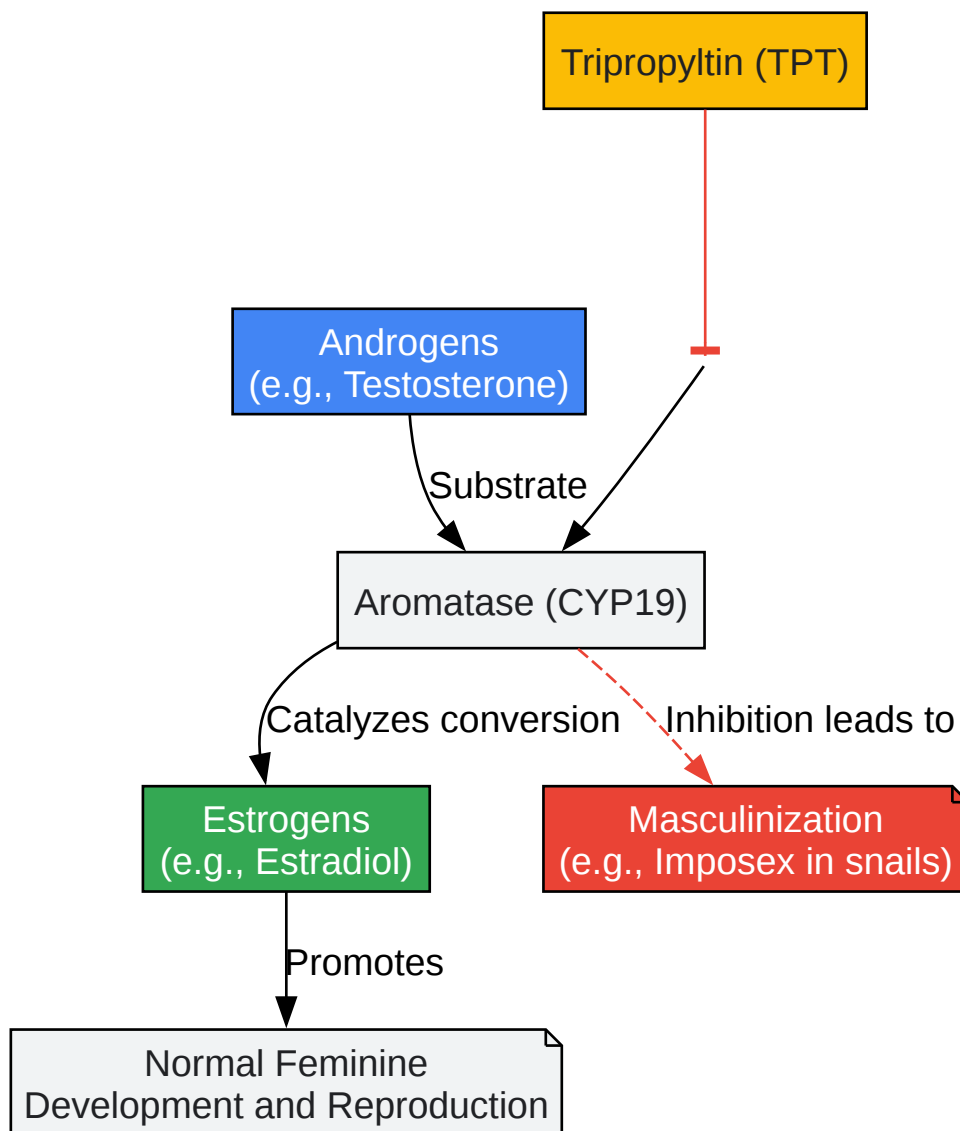 Tripropyltin (TPT)
Androgens
(e.g., Testosterone)
Substrate
Aromatase (CYP19)
Catalyzes conversion
Inhibition leads to
Estrogens
(e.g., Estradiol)
Masculinization
(e.g., Imposex in snails)
Promotes
Normal Feminine
Development and Reproduction